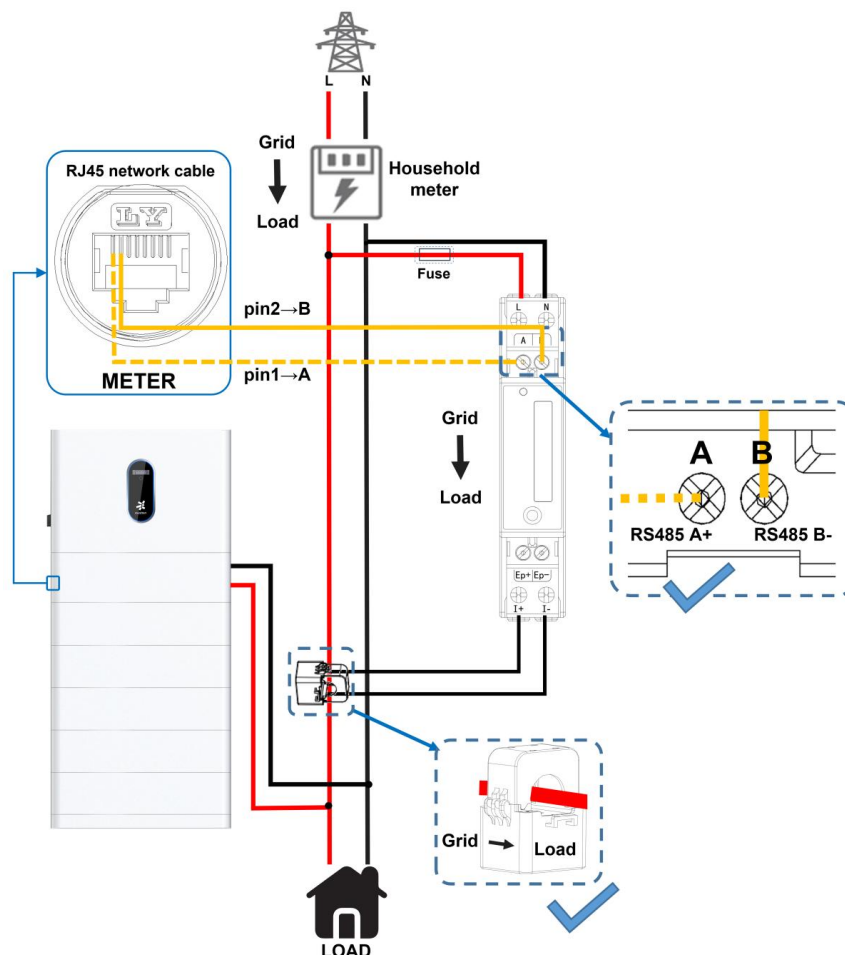 L N
Grid
Load
Household
meter
RJ45 network cable
LY
METER
Fuse
pin2→B
pin1→A
L N
A
Grid
Load
A B
RS485 A+ RS485 B-
Ep+ Ep-
I+ I-
Grid → Load
LOAD